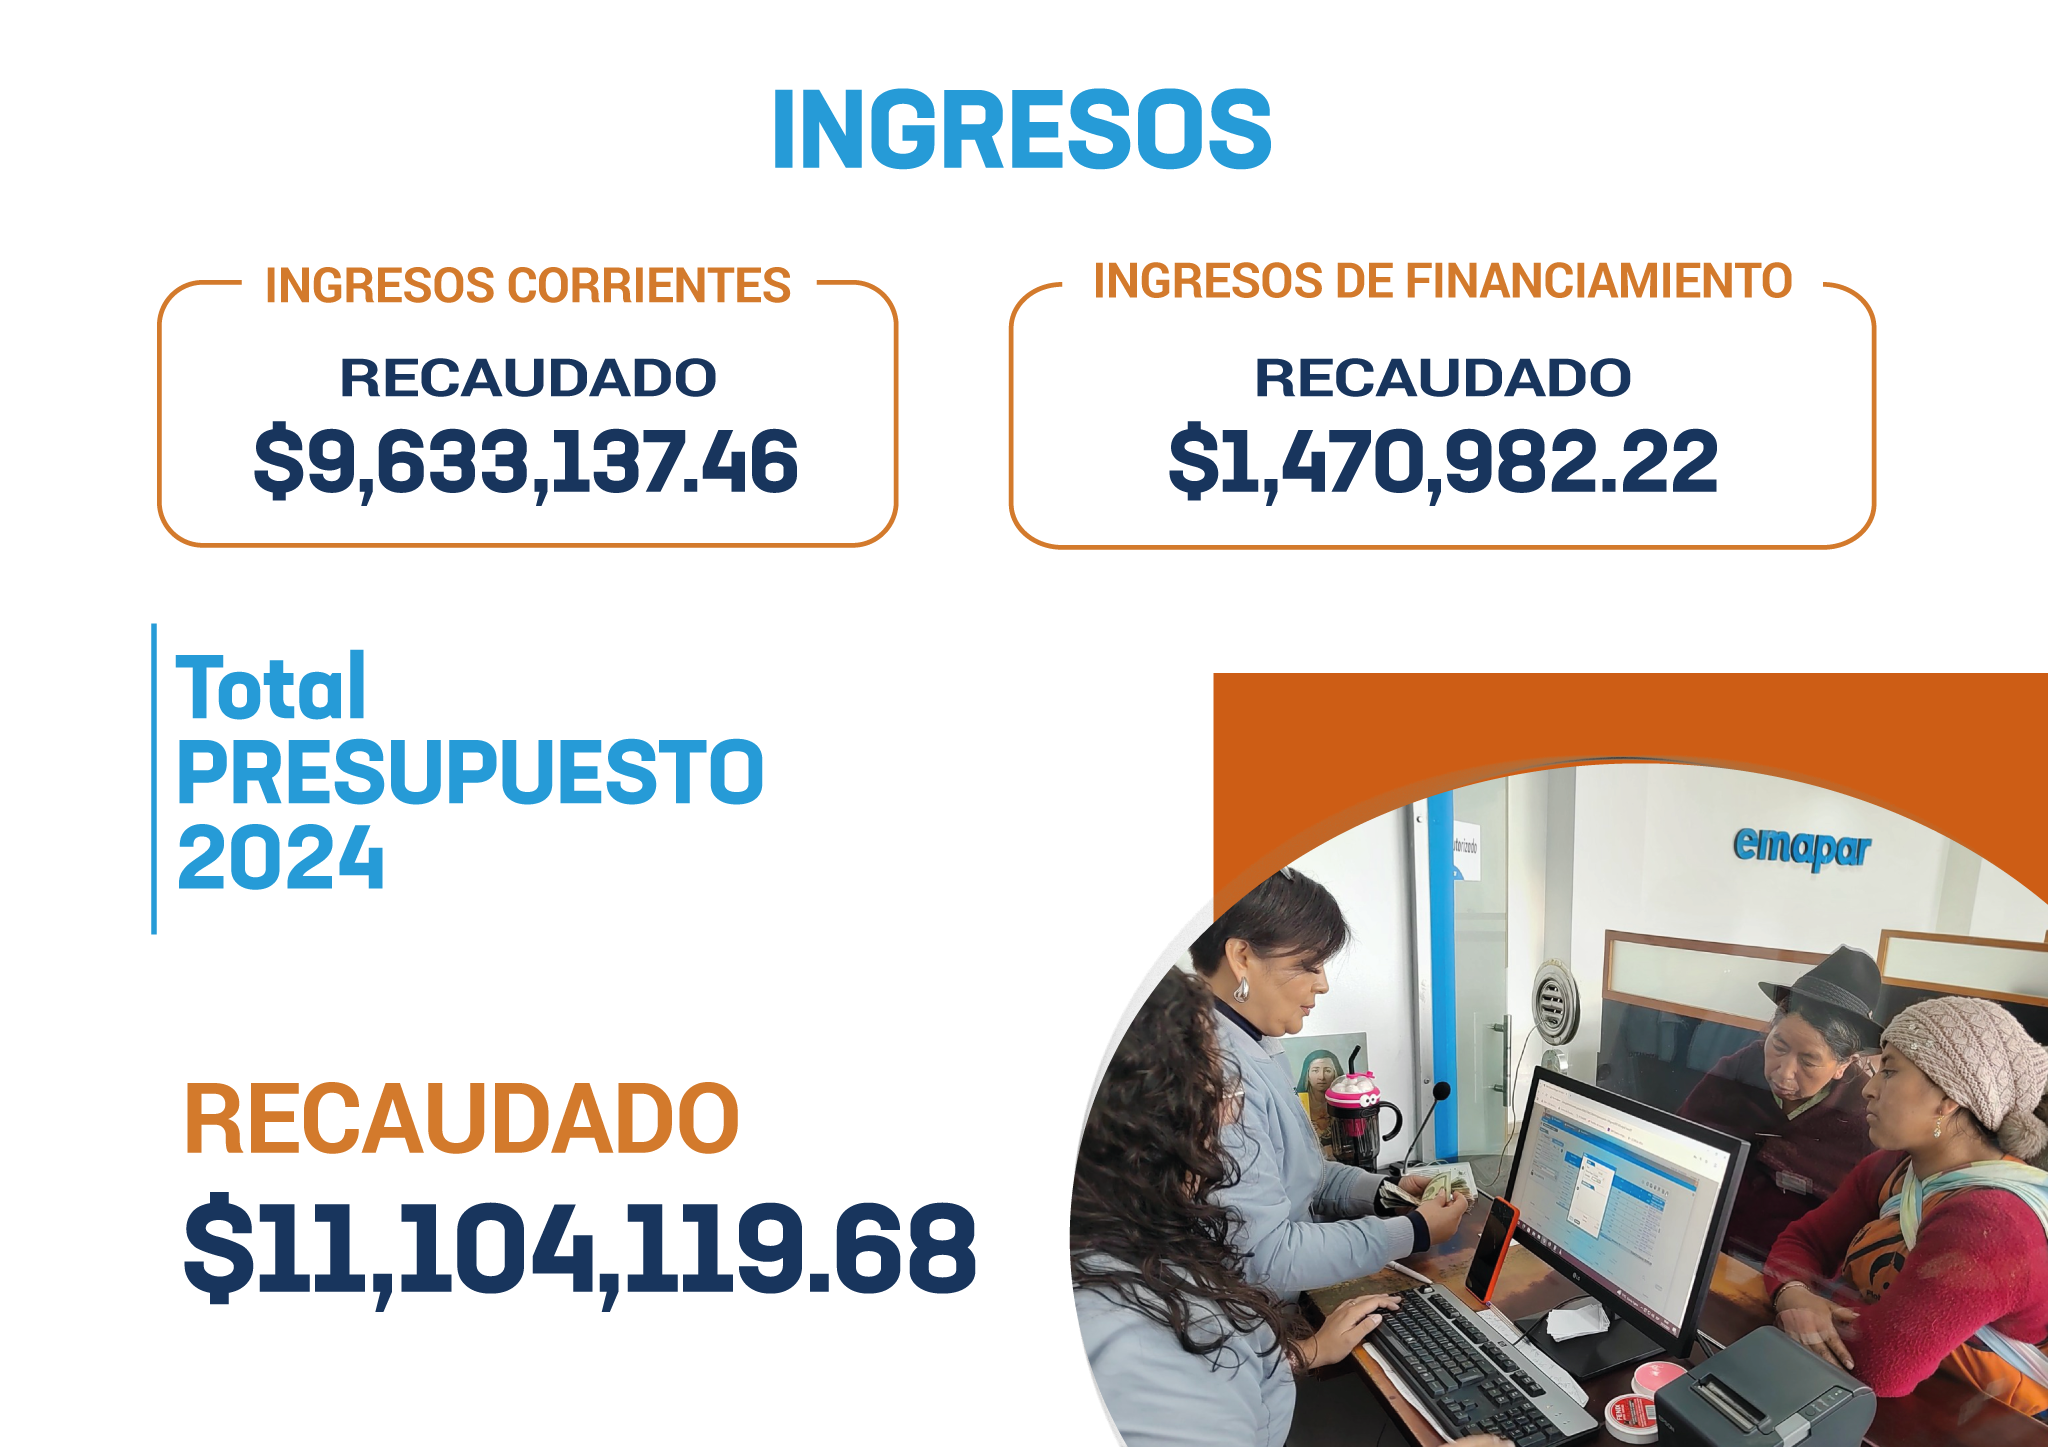 INGRESOS
INGRESOS CORRIENTES
RECAUDADO
$9,633,137.46
INGRESOS DE FINANCIAMIENTO
RECAUDADO
$1,470,982.22
Total
PRESUPUESTO
2024
RECAUDADO
$11,104,119.68
emapar